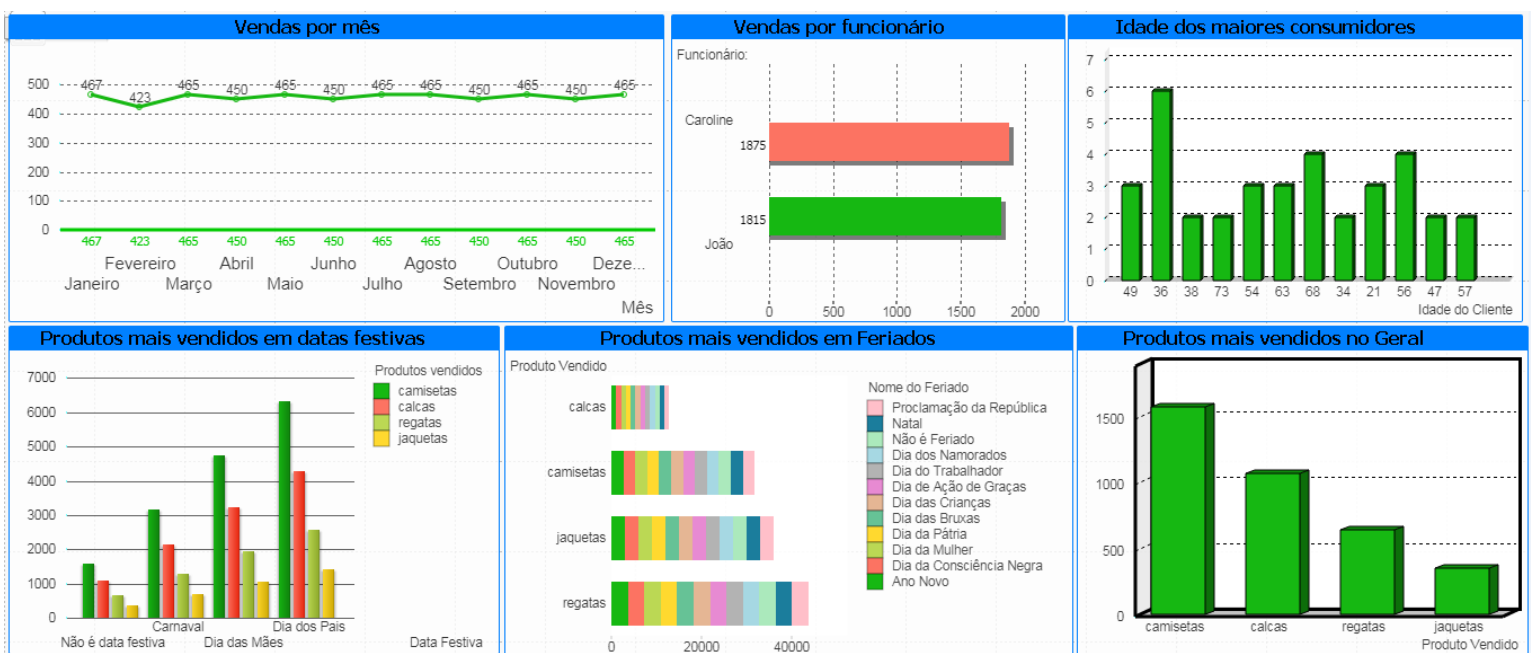 Vendas por mês
500
400
300
200
100
0
467 423 465 450 465 450 465 465 450 465 450 465
467 423 465 450 465 450 465 465 450 465 450 465
Fevereiro Abril Junho Agosto Outubro Deze...
Janeiro Março Maio Julho Setembro Novembro
Mês
Vendas por funcionário
Funcionário:
Caroline
1875
1815
João
0 500 1000 1500 2000
Idade dos maiores consumidores
7
6
5
4
3
2
1
0
49 36 38 73 54 63 68 34 21 56 47 57
Idade do Cliente
Produtos mais vendidos em datas festivas
7000
6000
5000
4000
3000
2000
1000
0
Produtos vendidos
camisetas
calcas
regatas
jaquetas
Carnaval Dia dos Pais
Não é data festiva Dia das Mães
Data Festiva
Produtos mais vendidos em Feriados
Produto Vendido
calcas
camisetas
jaquetas
regatas
0 20000 40000
Nome do Feriado
Proclamação da República
Natal
Não é Feriado
Dia dos Namorados
Dia do Trabalhador
Dia de Ação de Graças
Dia das Crianças
Dia das Bruxas
Dia da Pátria
Dia da Mulher
Dia da Consciência Negra
Ano Novo
Produtos mais vendidos no Geral
1500
1000
500
0
camisetas calcas regatas jaquetas
Produto Vendido